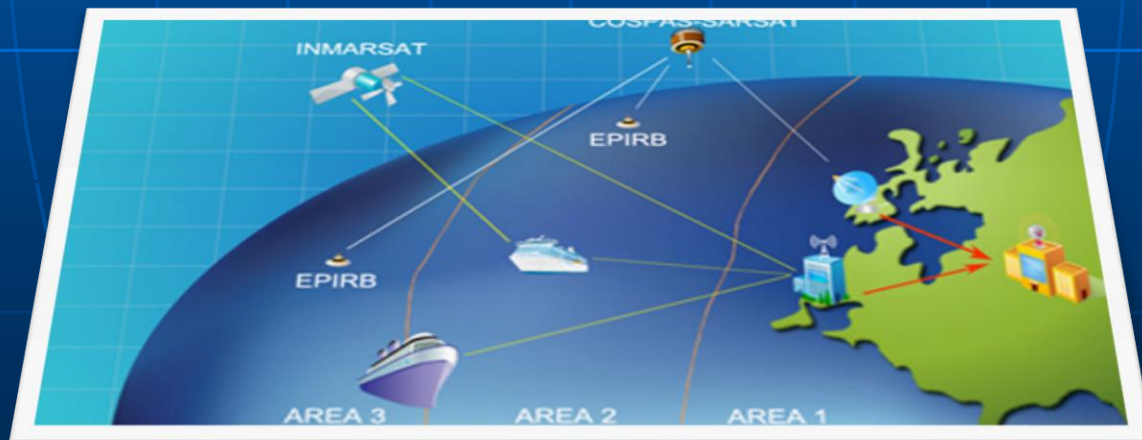 COSPAS-SARSAT
INMARSAT
EPIRB
EPIRB
AREA 3 AREA 2 AREA 1